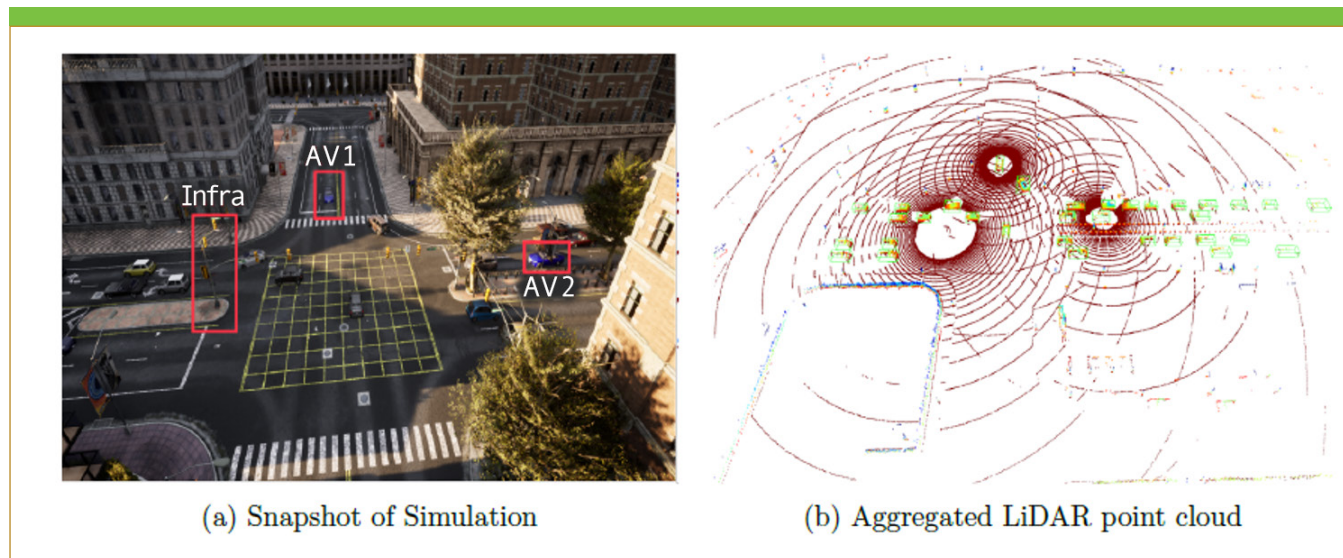 AV1
Infra
AV2
(a) Snapshot of Simulation
(b) Aggregated LiDAR point cloud